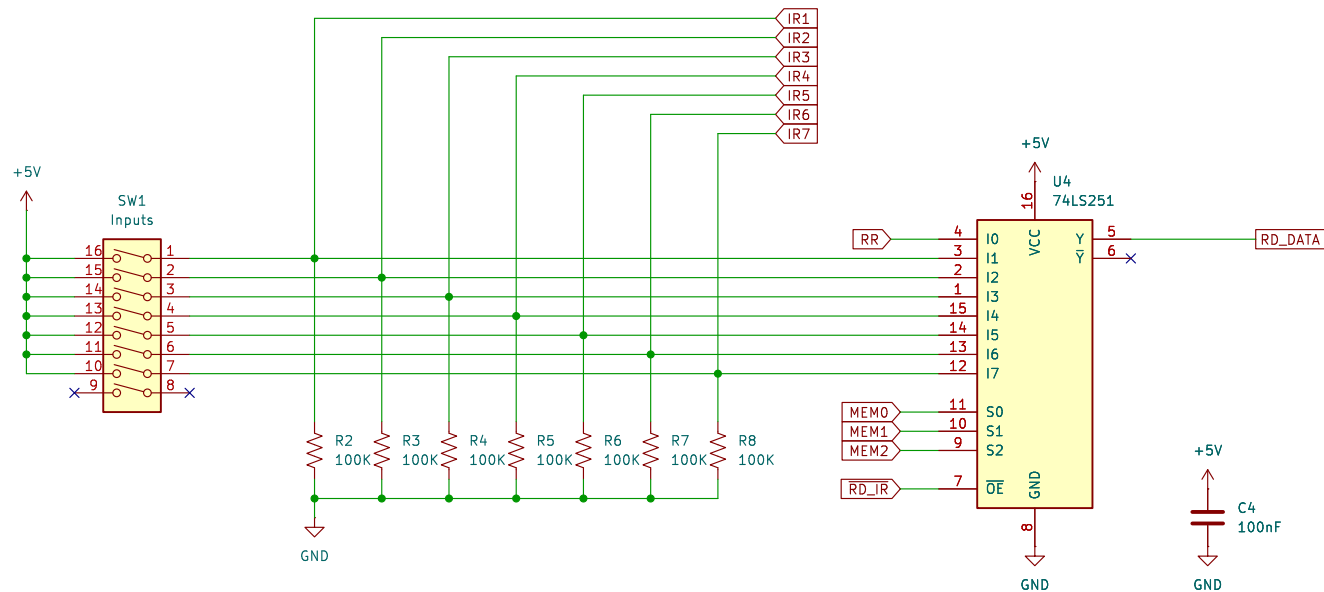 IR1
IR2
IR3
IR4
IR5
IR6
IR7
+5V
SW1
Inputs
16 1
15 2
14 3
13 4
12 5
11 6
10 7
9 8
R2
100K
R3
100K
R4
100K
R5
100K
R6
100K
R7
100K
R8
100K
GND
+5V
U4
74LS251
16
VCC
RR 4 I0
3 I1
2 I2
1 I3
15 I4
14 I5
13 I6
12 I7
MEM0 11 S0
MEM1 10 S1
MEM2 9 S2
RD_IR 7 OE
Y 5 RD_DATA
Y 6
GND
8
GND
+5V
C4
100nF
GND